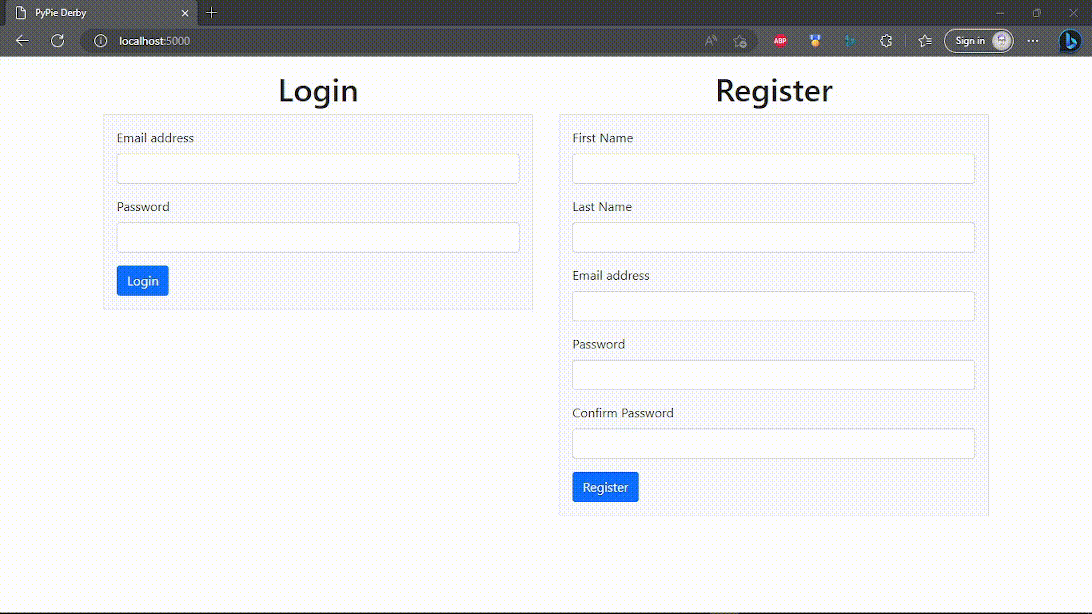 PyPie Derby
localhost:5000
A
ABP
Sign in
Login
Email address
Password
Login
Register
First Name
Last Name
Email address
Password
Confirm Password
Register